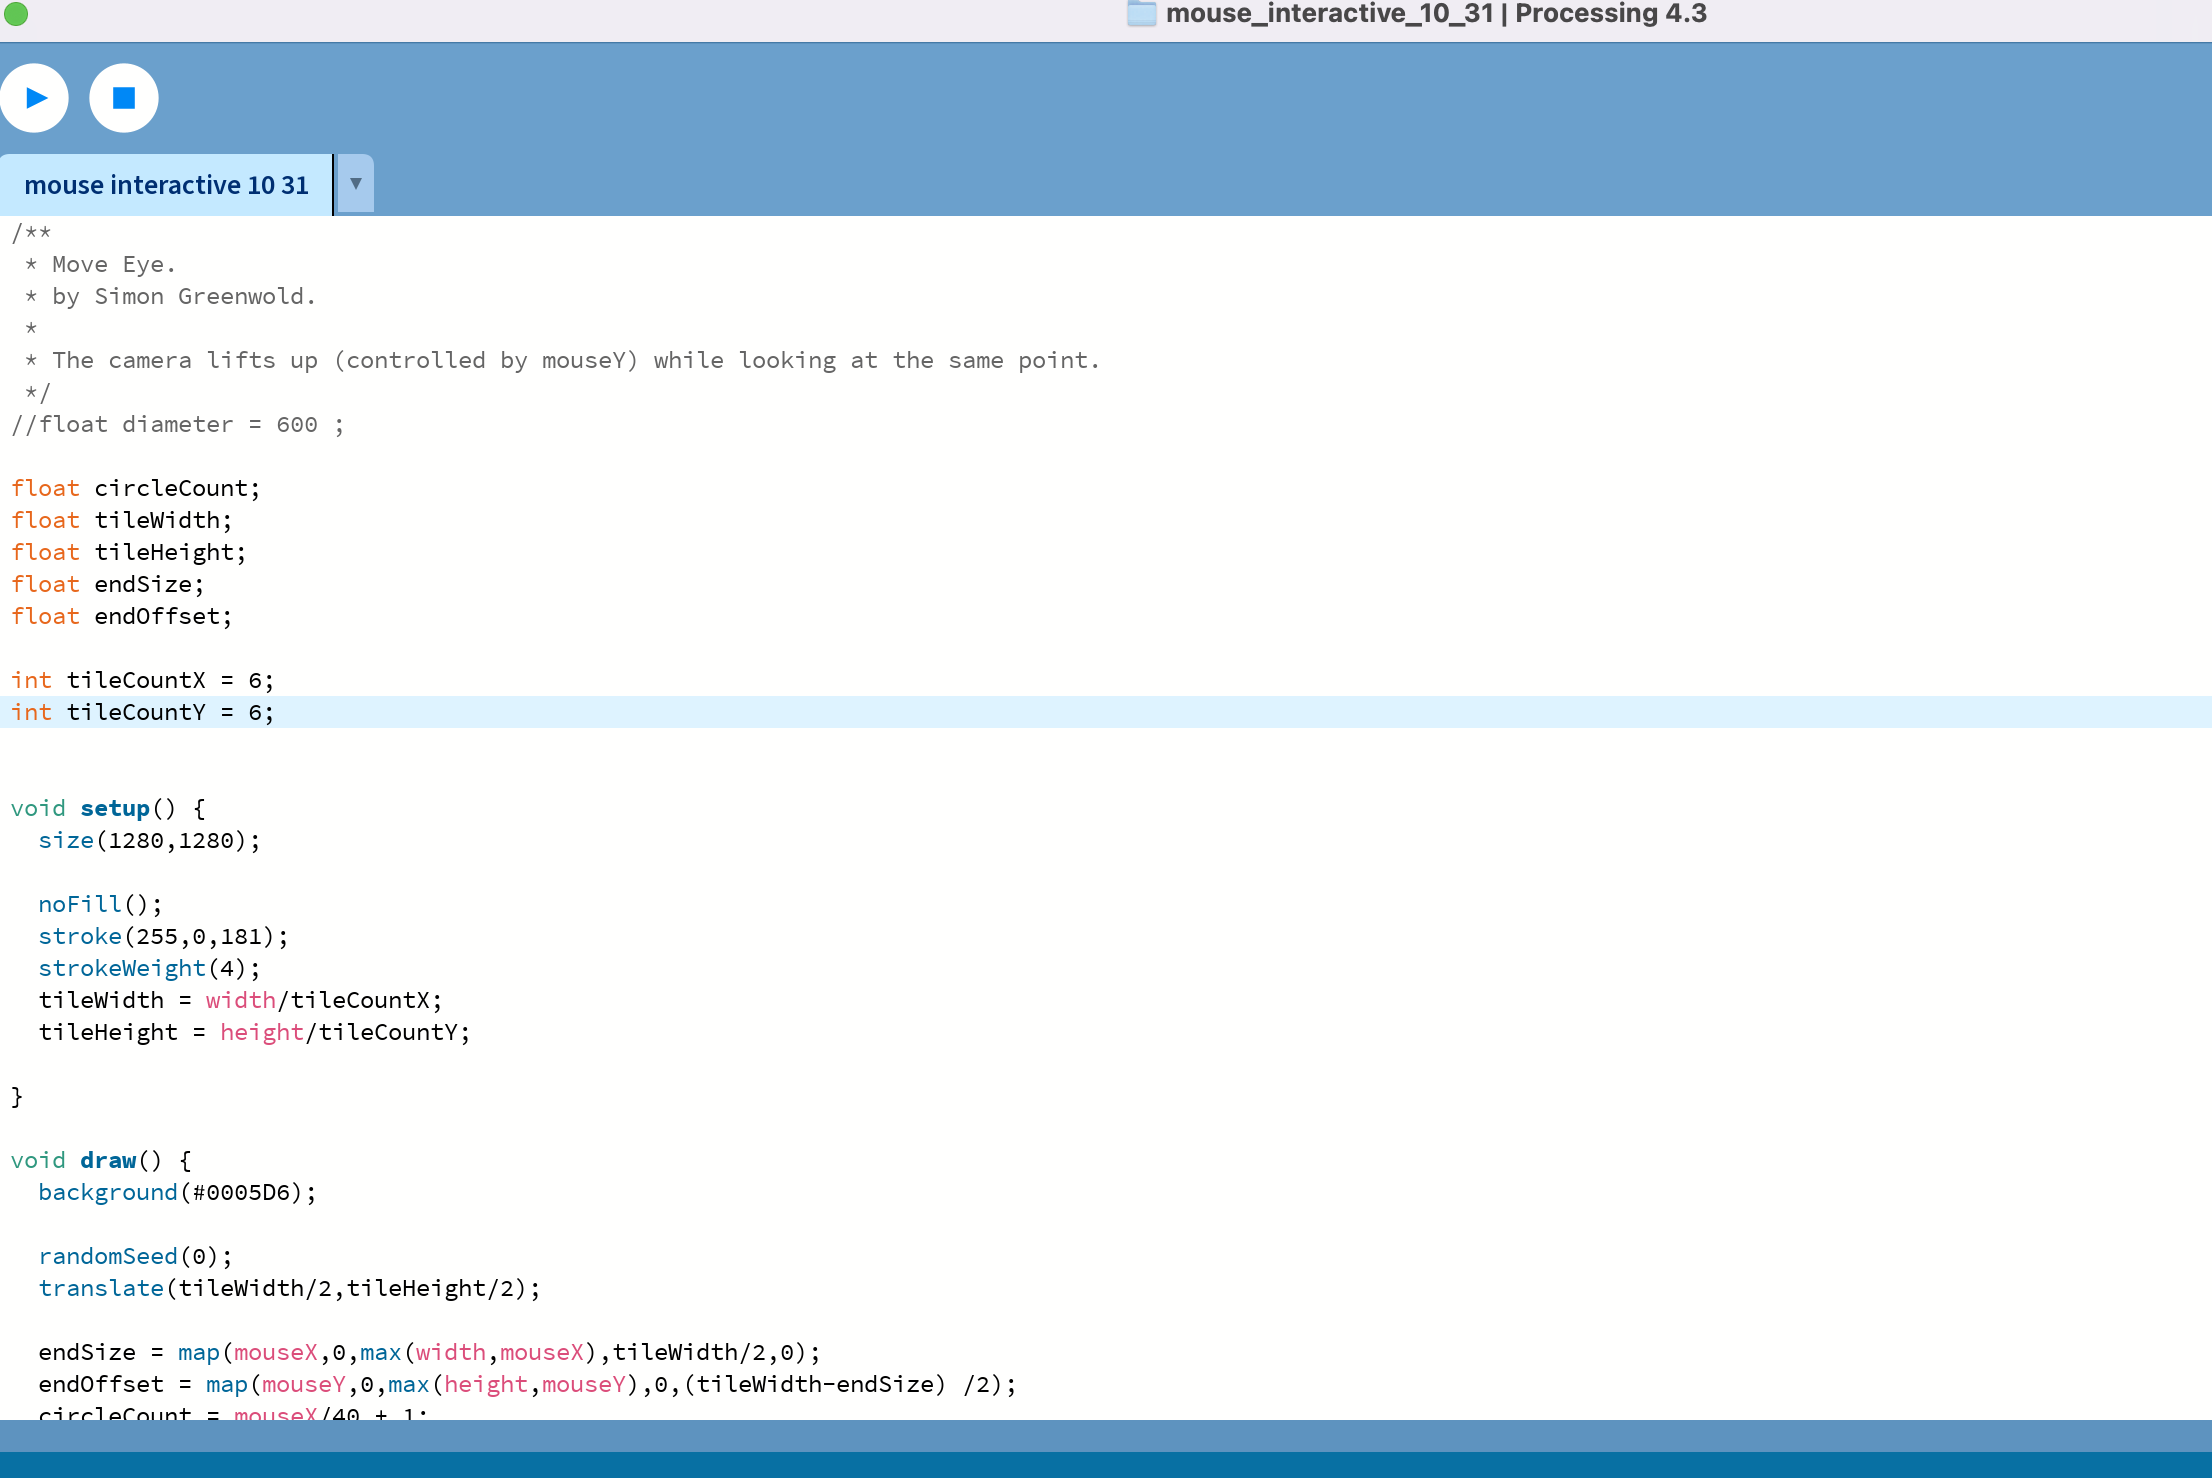 mouse_interactive_10_31 | Processing 4.3
mouse interactive 10 31
/**
 * Move Eye.
 * by Simon Greenwold.
 *
 * The camera lifts up (controlled by mouseY) while looking at the same point.
 */
//float diameter = 600 ;
float circleCount;
float tileWidth;
float tileHeight;
float endSize;
float endOffset;
int tileCountX = 6;
int tileCountY = 6;
void setup() {
  size(1280,1280);
  noFill();
  stroke(255,0,181);
  strokeWeight(4);
  tileWidth = width/tileCountX;
  tileHeight = height/tileCountY;
}
void draw() {
  background(#0005D6);
  randomSeed(0);
  translate(tileWidth/2,tileHeight/2);
  endSize = map(mouseX,0,max(width,mouseX),tileWidth/2,0);
  endOffset = map(mouseY,0,max(height,mouseY),0,(tileWidth-endSize) /2);
  circleCount = mouseX/40 + 1;